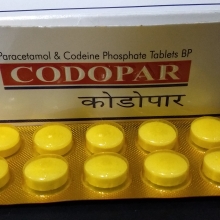 Paracetamol & Codeine Phosphate Tablets BP
CODOPAR
कोडोपार